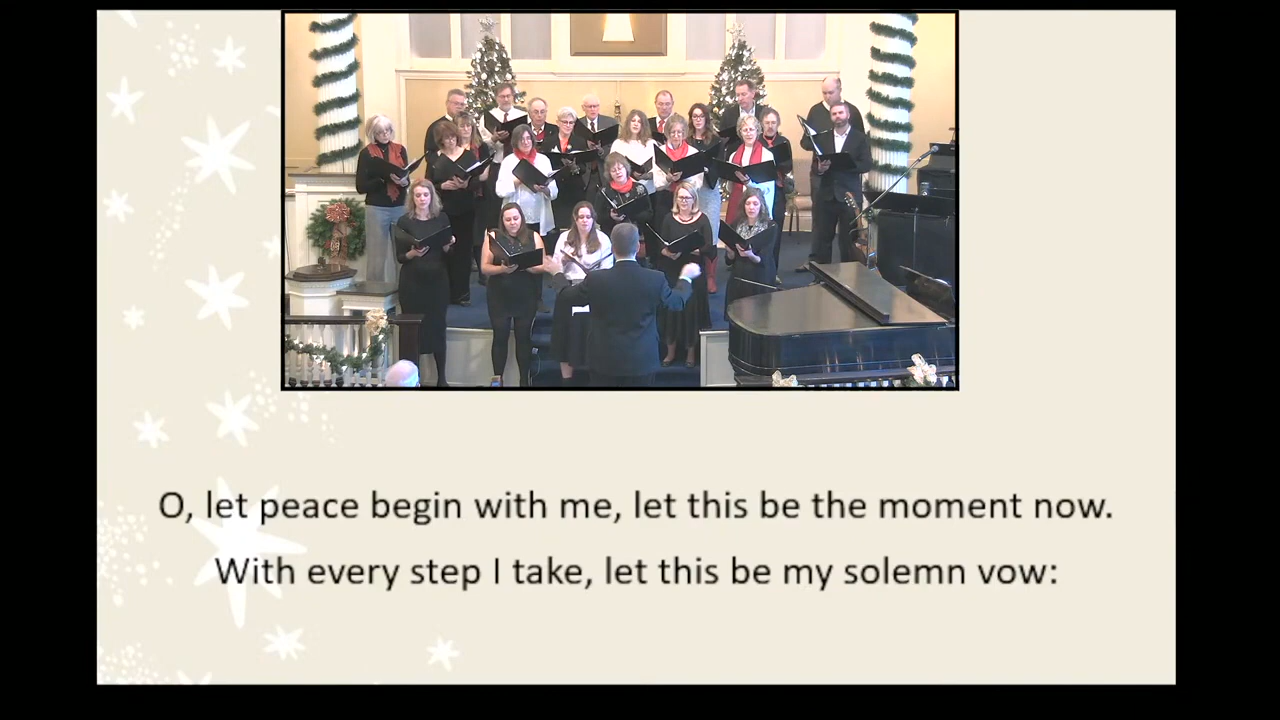 O, let peace begin with me, let this be the moment now.
With every step I take, let this be my solemn vow: